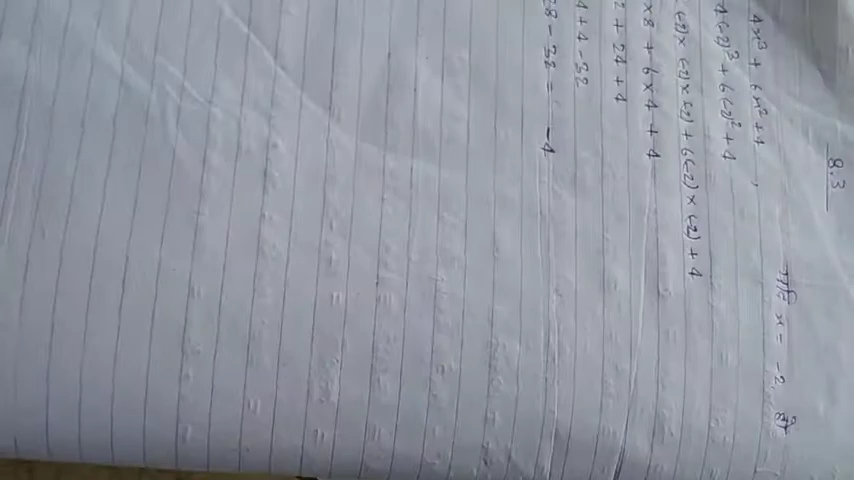 8.3
यदि x = -2, है
4x³ + 6x² + 4,
4(-2)³ + 6(-2)² + 4
(-2) x (-2) x (-2) + 6(-2) x (-2) + 4
x 8 + 6 x 4 + 4
2 + 24 + 4
4 + 4 - 32
28 - 32 = -4